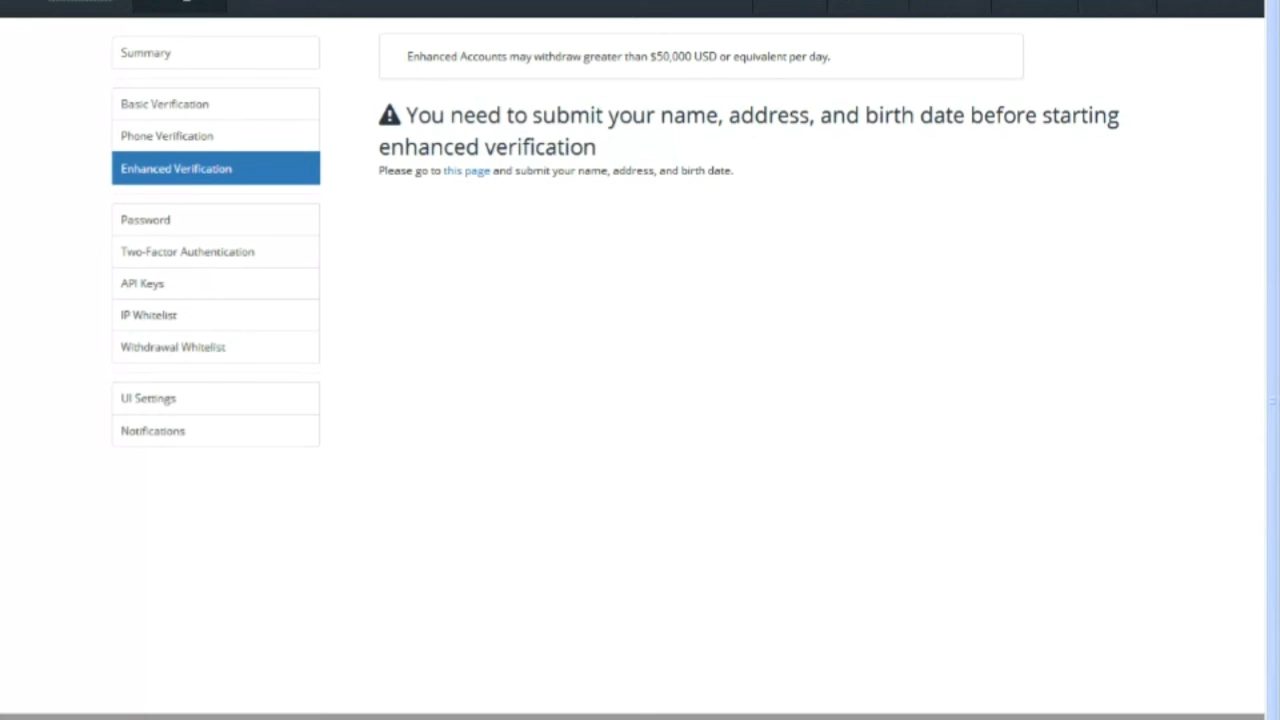 Summary
Basic Verification
Phone Verification
Enhanced Verification
Password
Two-Factor Authentication
API Keys
IP Whitelist
Withdrawal Whitelist
UI Settings
Notifications
Enhanced Accounts may withdraw greater than $50,000 USD or equivalent per day.
You need to submit your name, address, and birth date before starting
enhanced verification
Please go to this page and submit your name, address, and birth date.